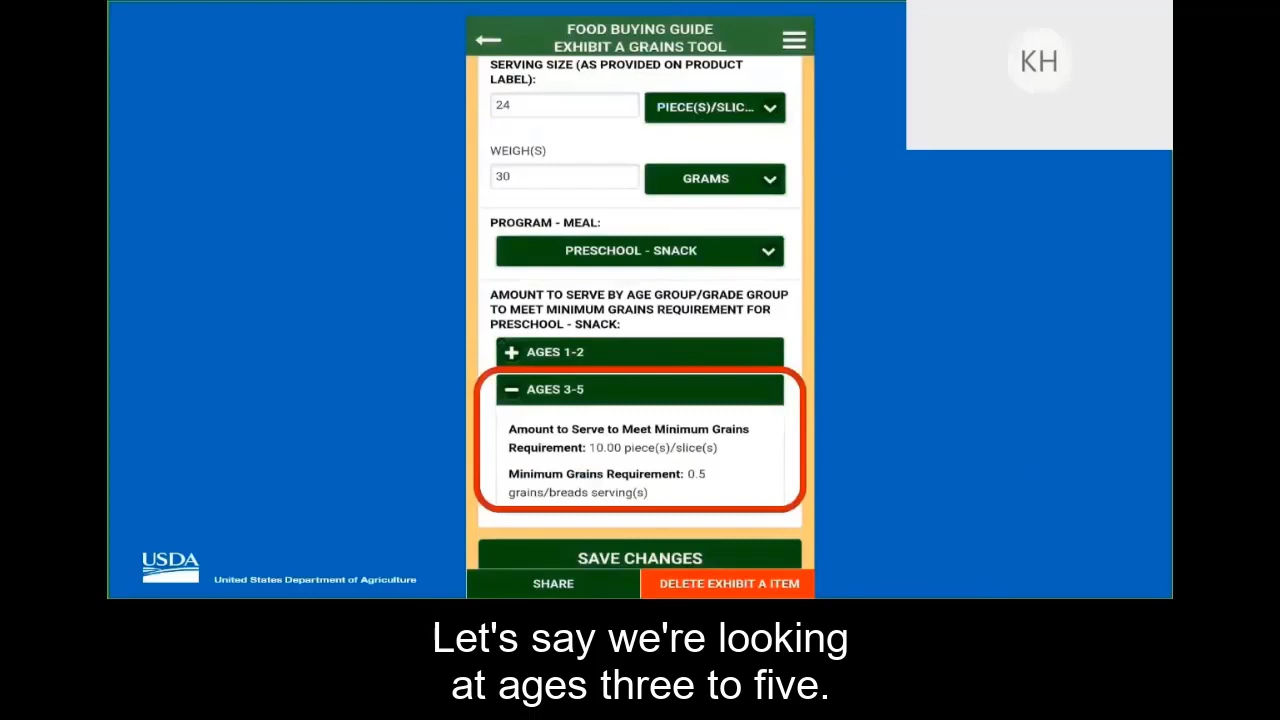 FOOD BUYING GUIDE
EXHIBIT A GRAINS TOOL
KH
SERVING SIZE (AS PROVIDED ON PRODUCT
LABEL):
24
PIECE(S)/SLIC...
WEIGH(S)
30
GRAMS
PROGRAM - MEAL:
PRESCHOOL - SNACK
AMOUNT TO SERVE BY AGE GROUP/GRADE GROUP
TO MEET MINIMUM GRAINS REQUIREMENT FOR
PRESCHOOL - SNACK:
AGES 1-2
AGES 3-5
Amount to Serve to Meet Minimum Grains
Requirement: 10.00 piece(s)/slice(s)
Minimum Grains Requirement: 0.5
grains/breads serving(s)
SAVE CHANGES
SHARE
DELETE EXHIBIT A ITEM
USDA
United States Department of Agriculture
Let's say we're looking
at ages three to five.